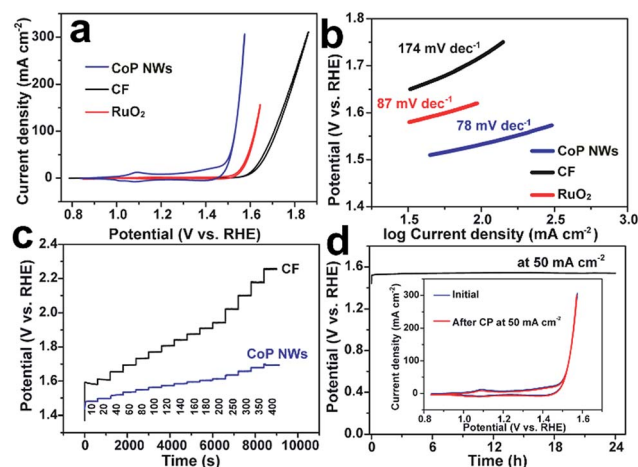 a
Current density (mA cm⁻²)
300
200
100
0
CoP NWs
CF
RuO₂
0.8 1.0 1.2 1.4 1.6 1.8
Potential (V vs. RHE)
b
Potential (V vs. RHE)
1.8
1.7
1.6
1.5
1.4
174 mV dec⁻¹
87 mV dec⁻¹
78 mV dec⁻¹
CoP NWs
CF
RuO₂
1.0 1.5 2.0 2.5 3.0
log Current density (mA cm⁻²)
c
Potential (V vs. RHE)
2.4
2.2
2.0
1.8
1.6
1.4
CF
CoP NWs
10 20 40 60 80 100 120 140 160 180 200 250 300 350 400
0 2000 4000 6000 8000 10000
Time (s)
d
Potential (V vs. RHE)
1.6
1.2
0.8
0.4
0.0
at 50 mA cm⁻²
Current density (mA cm⁻²)
300
200
100
0
Initial
After CP at 50 mA cm⁻²
0.8 1.0 1.2 1.4 1.6
Potential (V vs. RHE)
0 6 12 18 24
Time (h)